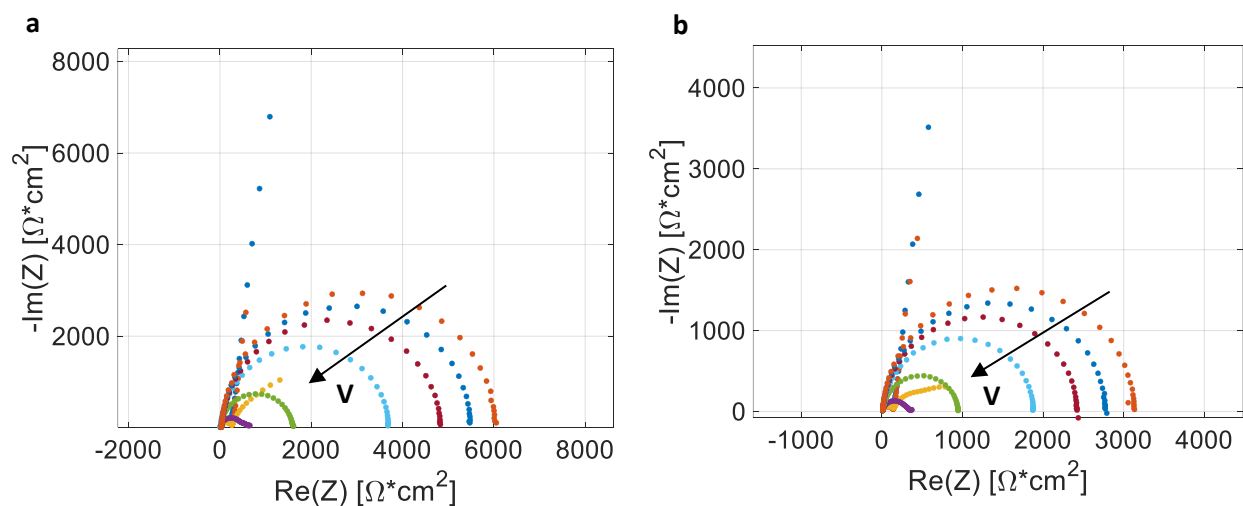 a
8000
6000
4000
2000
-Im(Z) [Ω*cm²]
V
-2000 0 2000 4000 6000 8000
Re(Z) [Ω*cm²]
b
4000
3000
2000
1000
0
-Im(Z) [Ω*cm²]
V
-1000 0 1000 2000 3000 4000
Re(Z) [Ω*cm²]